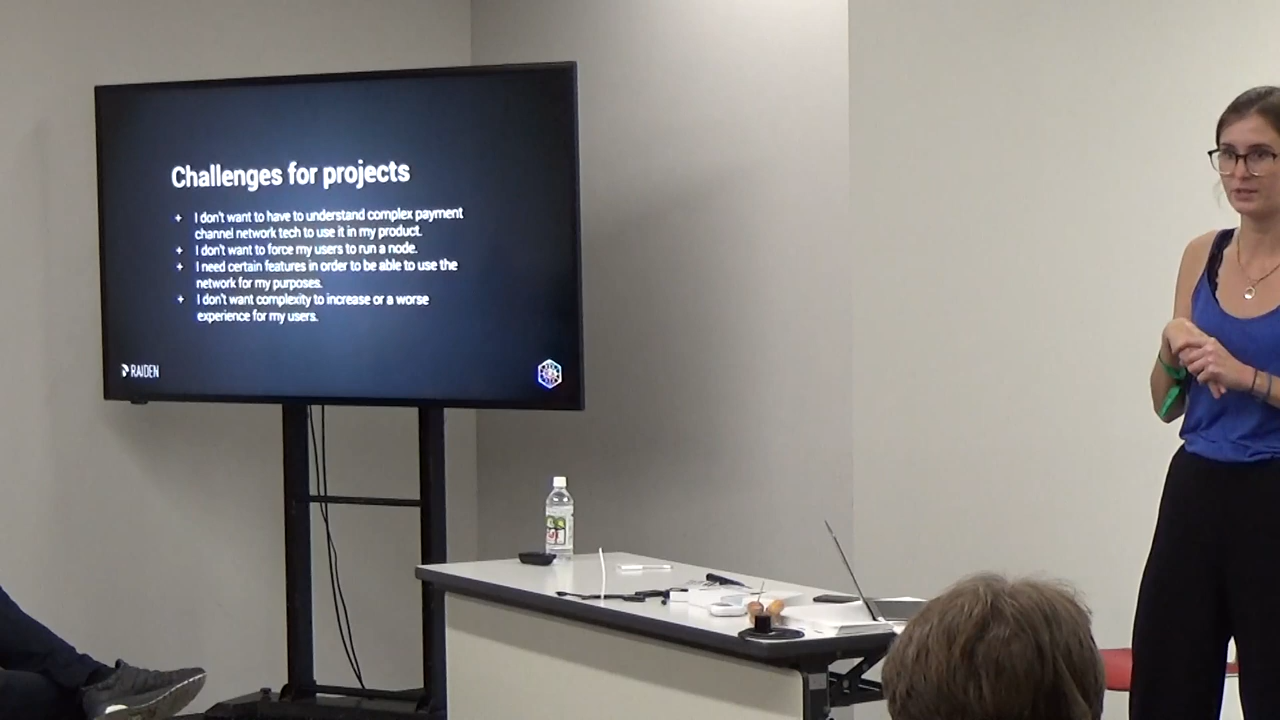 Challenges for projects
+ I don't want to have to understand complex payment
channel network tech to use it in my product.
+ I don't want to force my users to run a node.
+ I need certain features in order to be able to use the
network for my purposes.
+ I don't want complexity to increase or a worse
experience for my users.
RAIDEN